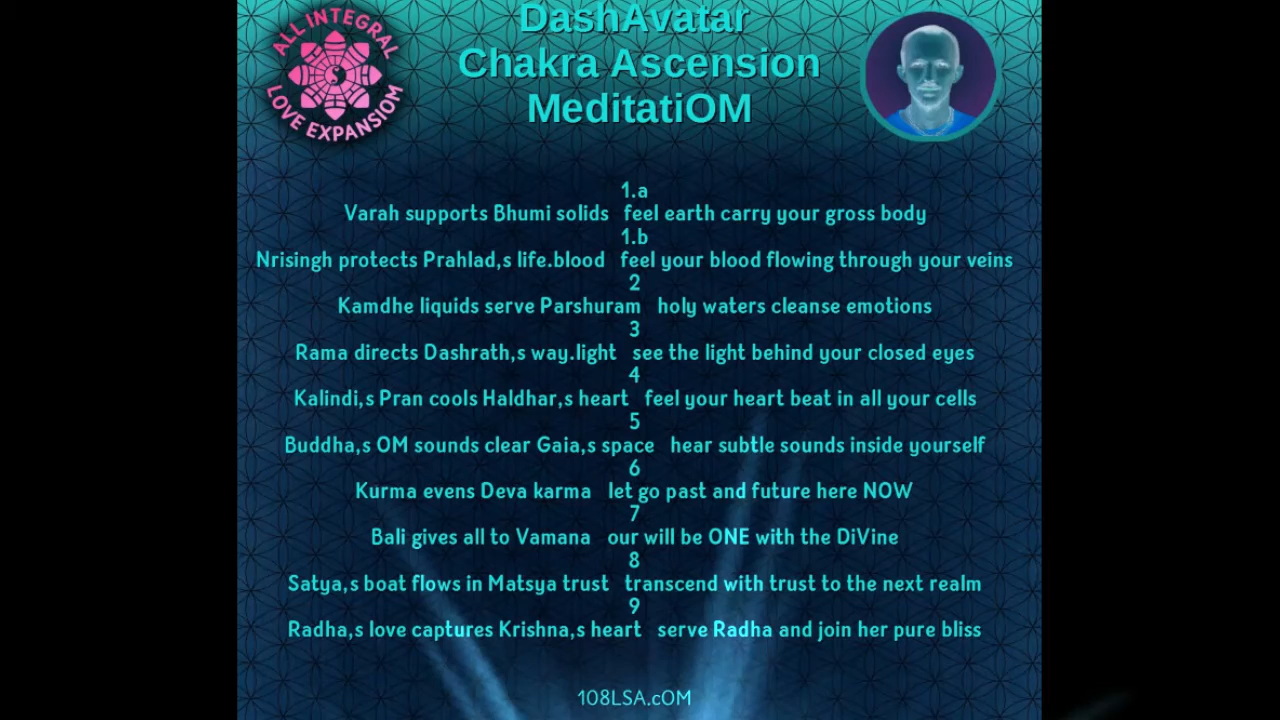 ALL INTEGRAL
LOVE EXPANSIOM
DashAvatar
Chakra Ascension
MeditatiOM
1.a
Varah supports Bhumi solids feel earth carry your gross body
1.b
Nrisingh protects Prahlad,s life.blood feel your blood flowing through your veins
2
Kamdhe liquids serve Parshuram holy waters cleanse emotions
3
Rama directs Dashrath,s way.light see the light behind your closed eyes
4
Kalindi,s Pran cools Haldhar,s heart feel your heart beat in all your cells
5
Buddha,s OM sounds clear Gaia,s space hear subtle sounds inside yourself
6
Kurma evens Deva karma let go past and future here NOW
7
Bali gives all to Vamana our will be ONE with the DiVine
8
Satya,s boat flows in Matsya trust transcend with trust to the next realm
9
Radha,s love captures Krishna,s heart serve Radha and join her pure bliss
108LSA.cOM